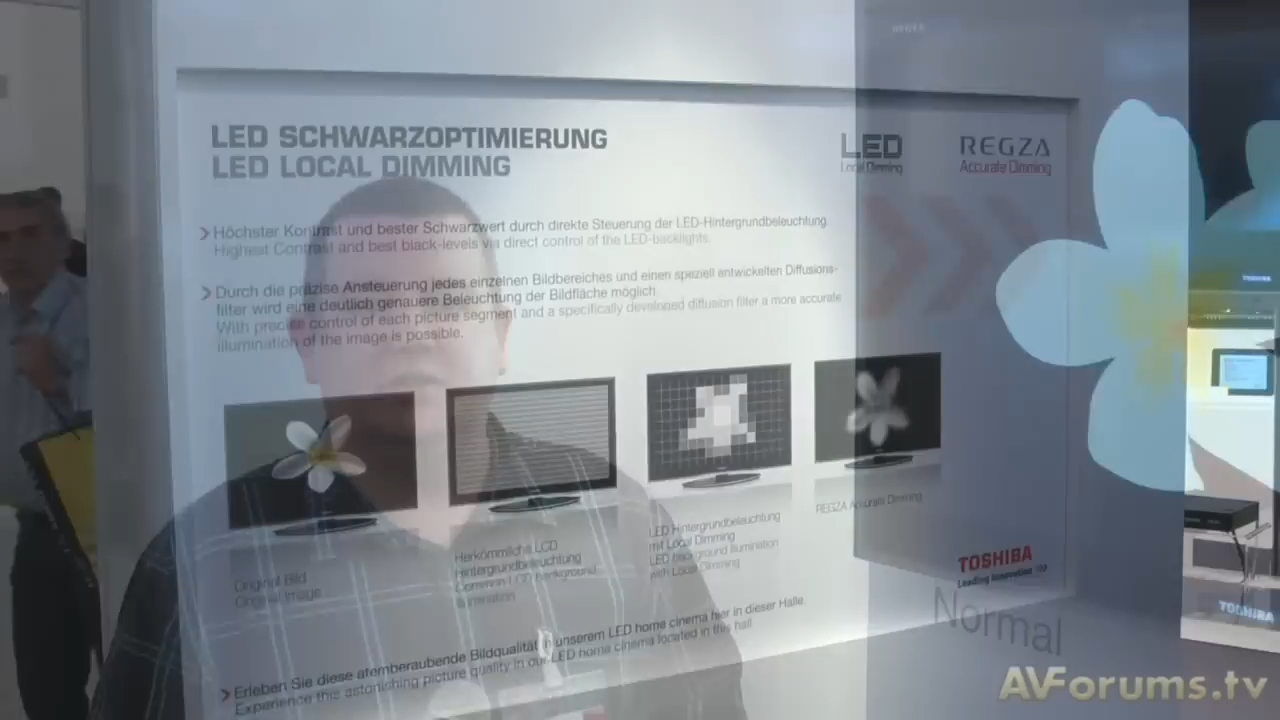 REGZA
LED SCHWARZOPTIMIERUNG
LED LOCAL DIMMING
LED
Local Dimming
REGZA
Accurate Dimming
Höchster Kontrast und bester Schwarzwert durch direkte Steuerung der LED-Hintergrundbeleuchtung
Highest Contrast and best black-levels via direct control of the LED-backlights.
Durch die präzise Ansteuerung jedes einzelnen Bildbereiches und einen speziell entwickelten Diffusions-
filter wird eine deutlich genauere Beleuchtung der Bildfläche möglich.
With precise control of each picture segment and a specifically developed diffusion filter a more accurate
illumination of the image is possible.
Original Bild
Original Image
Herkömmliche LCD
Hintergrundbeleuchtung
Common LCD background
illumination
LED Hintergrundbeleuchtung
mit Local Dimming
LED background illumination
with Local Dimming
REGZA Accurate Dimming
Erleben Sie diese atemberaubende Bildqualität in unserem LED home cinema hier in dieser Halle.
Experience this astonishing picture quality in our LED home cinema located in this hall.
TOSHIBA
Leading Innovation >>>
Normal
TOSHIBA
TOSHIBA
AVForums.tv